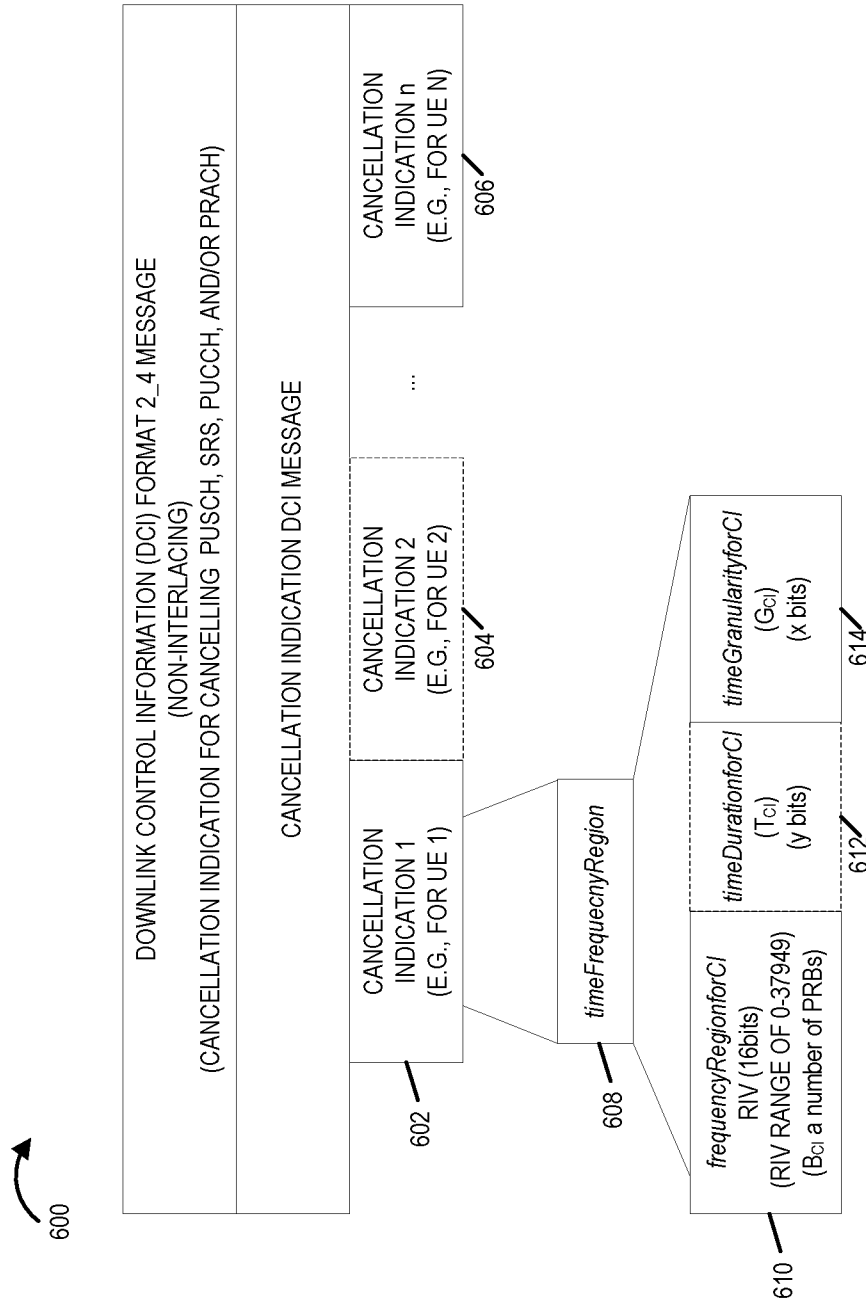 600
DOWNLINK CONTROL INFORMATION (DCI) FORMAT 2_4 MESSAGE
(NON-INTERLACING)
(CANCELLATION INDICATION FOR CANCELLING PUSCH, SRS, PUCCH, AND/OR PRACH)
CANCELLATION INDICATION DCI MESSAGE
CANCELLATION
INDICATION 1
(E.G., FOR UE 1)
602
CANCELLATION
INDICATION 2
(E.G., FOR UE 2)
604
...
CANCELLATION
INDICATION n
(E.G., FOR UE N)
606
timeFrequecnyRegion
608
frequencyRegionforCI
RIV (16bits)
(RIV RANGE OF 0-37949)
(BCI a number of PRBs)
610
timeDurationforCI
(TCI)
(y bits)
612
timeGranularityforCI
(GCI)
(x bits)
614